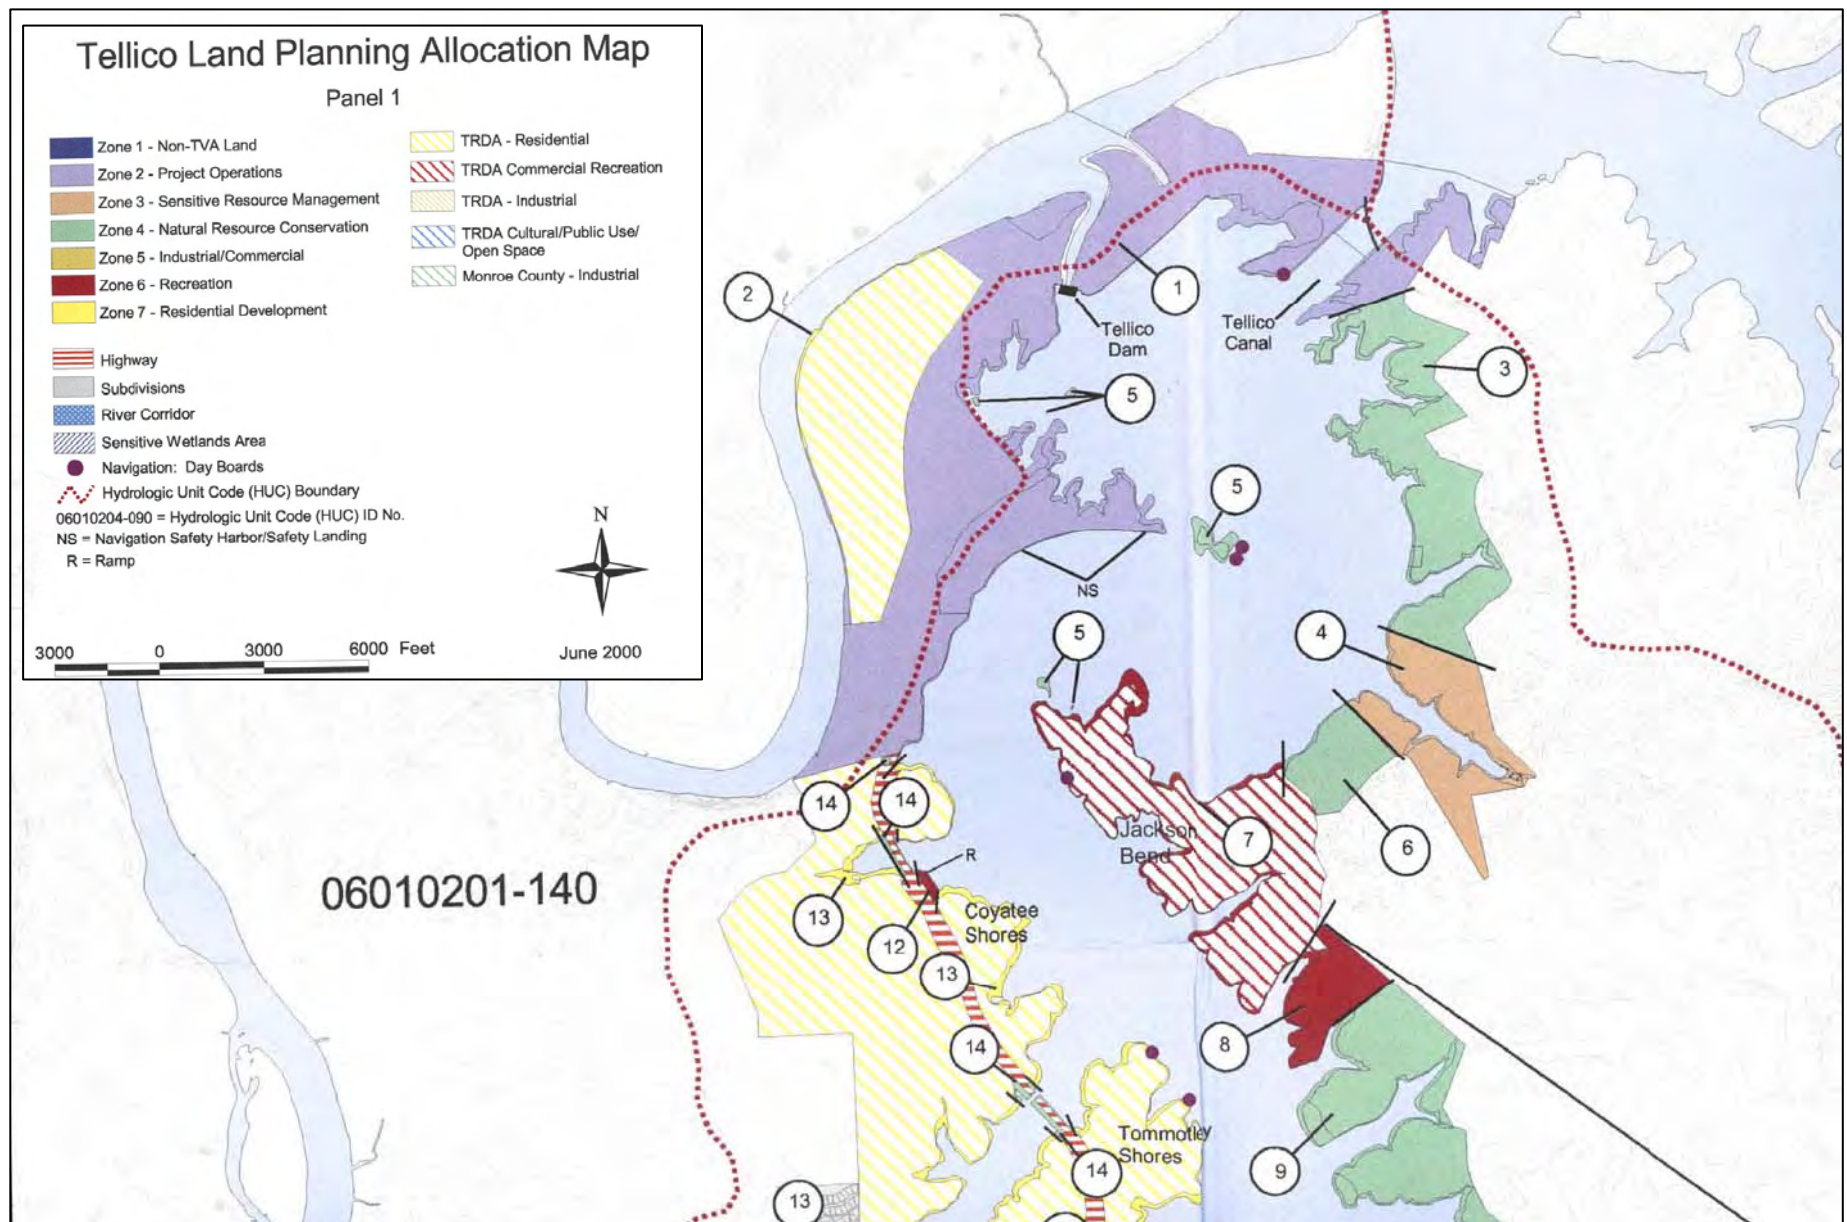 Tellico Land Planning Allocation Map
Panel 1
Zone 1 - Non-TVA Land
Zone 2 - Project Operations
Zone 3 - Sensitive Resource Management
Zone 4 - Natural Resource Conservation
Zone 5 - Industrial/Commercial
Zone 6 - Recreation
Zone 7 - Residential Development
TRDA - Residential
TRDA Commercial Recreation
TRDA - Industrial
TRDA Cultural/Public Use/
Open Space
Monroe County - Industrial
Highway
Subdivisions
River Corridor
Sensitive Wetlands Area
Navigation: Day Boards
Hydrologic Unit Code (HUC) Boundary
06010204-090 = Hydrologic Unit Code (HUC) ID No.
NS = Navigation Safety Harbor/Safety Landing
R = Ramp
N
3000 0 3000 6000 Feet
June 2000
2
1
Tellico
Dam
Tellico
Canal
3
5
5
NS
5
4
14
14
Jackson
Bend
7
6
R
06010201-140
13
12
Coyatee
Shores
13
14
8
Tommotley
Shores
9
14
13